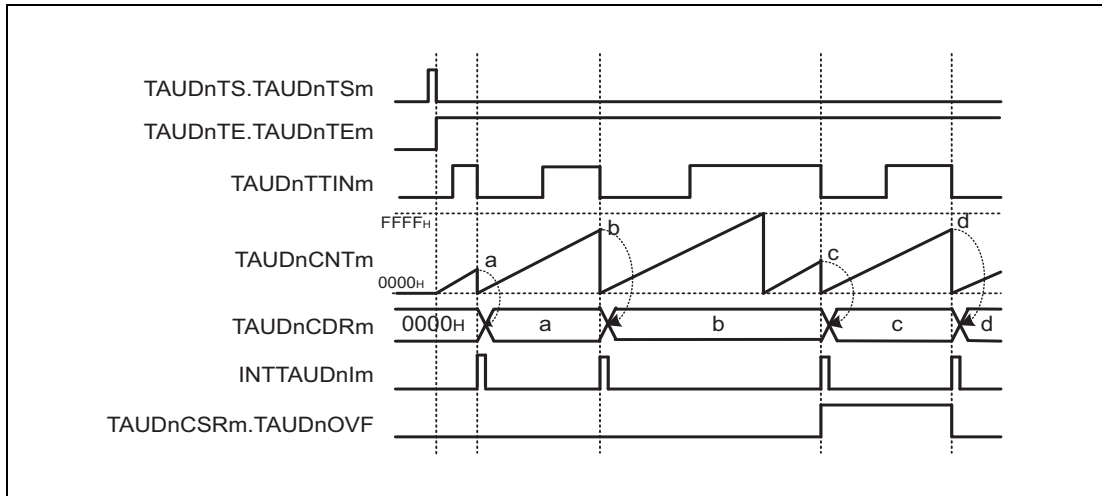 TAUDnTS.TAUDnTSm
TAUDnTE.TAUDnTEm
TAUDnTTINm
FFFFH
TAUDnCNTm
0000H
a
b
c
d
TAUDnCDRm
0000H
a
b
c
d
INTTAUDnIm
TAUDnCSRm.TAUDnOVF